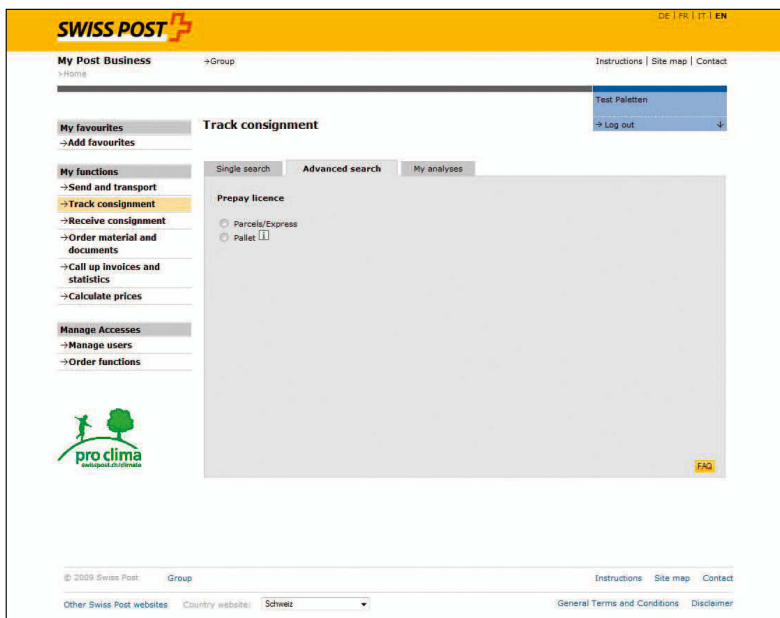 DE | FR | IT | EN
SWISS POST
My Post Business
→Group
Instructions | Site map | Contact
>Home
Test Paletten
→ Log out
My favourites
→Add favourites
Track consignment
My functions
→Send and transport
→Track consignment
→Receive consignment
→Order material and
documents
→Call up invoices and
statistics
→Calculate prices
Manage Accesses
→Manage users
→Order functions
Single search
Advanced search
My analyses
Prepay licence
Parcels/Express
Pallet i
pro clima
swisspost.ch/climate
FAQ
© 2009 Swiss Post
Group
Instructions Site map Contact
Other Swiss Post websites
Country website: Schweiz
General Terms and Conditions Disclaimer